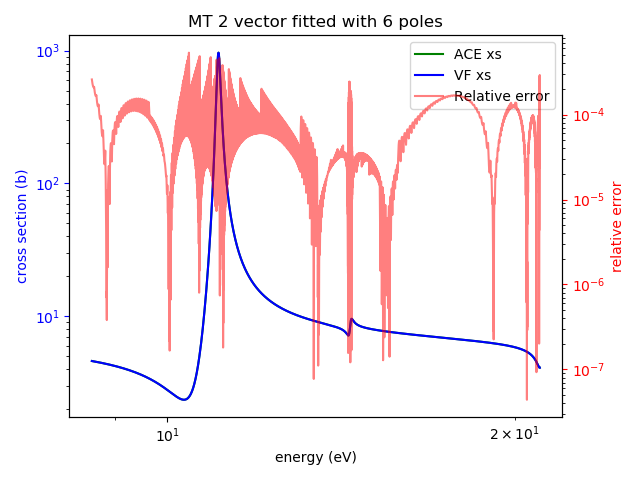 MT 2 vector fitted with 6 poles
ACE xs
VF xs
Relative error
cross section (b)
10³
10²
10¹
relative error
10⁻⁴
10⁻⁵
10⁻⁶
10⁻⁷
10¹
2 × 10¹
energy (eV)